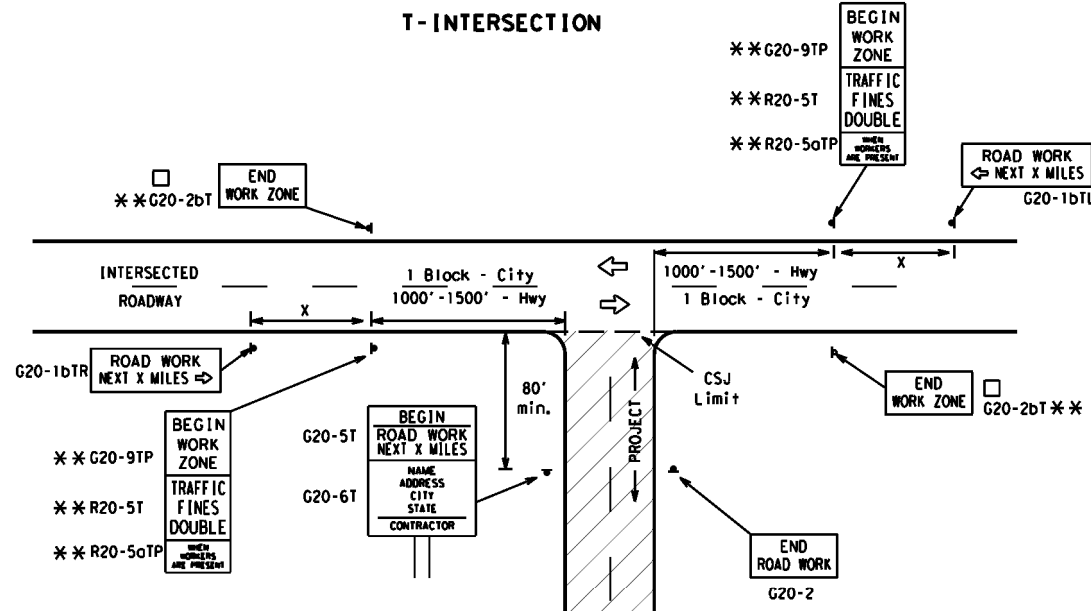 T-INTERSECTION
BEGIN
WORK
ZONE
**G20-9TP
TRAFFIC
FINES
DOUBLE
**R20-5T
WHEN
WORKERS
ARE PRESENT
**R20-5aTP
ROAD WORK
⇦ NEXT X MILES
G20-1bTL
END
WORK ZONE
□
**G20-2bT
INTERSECTED
ROADWAY
1 Block - City
1000'-1500' - Hwy
X
1000'-1500' - Hwy
1 Block - City
X
G20-1bTR
ROAD WORK
NEXT X MILES ⇨
80'
min.
CSJ
Limit
PROJECT
END
WORK ZONE
□
G20-2bT **
BEGIN
WORK
ZONE
**G20-9TP
TRAFFIC
FINES
DOUBLE
**R20-5T
WHEN
WORKERS
ARE PRESENT
**R20-5aTP
BEGIN
ROAD WORK
NEXT X MILES
G20-5T
NAME
ADDRESS
CITY
STATE
CONTRACTOR
G20-6T
END
ROAD WORK
G20-2